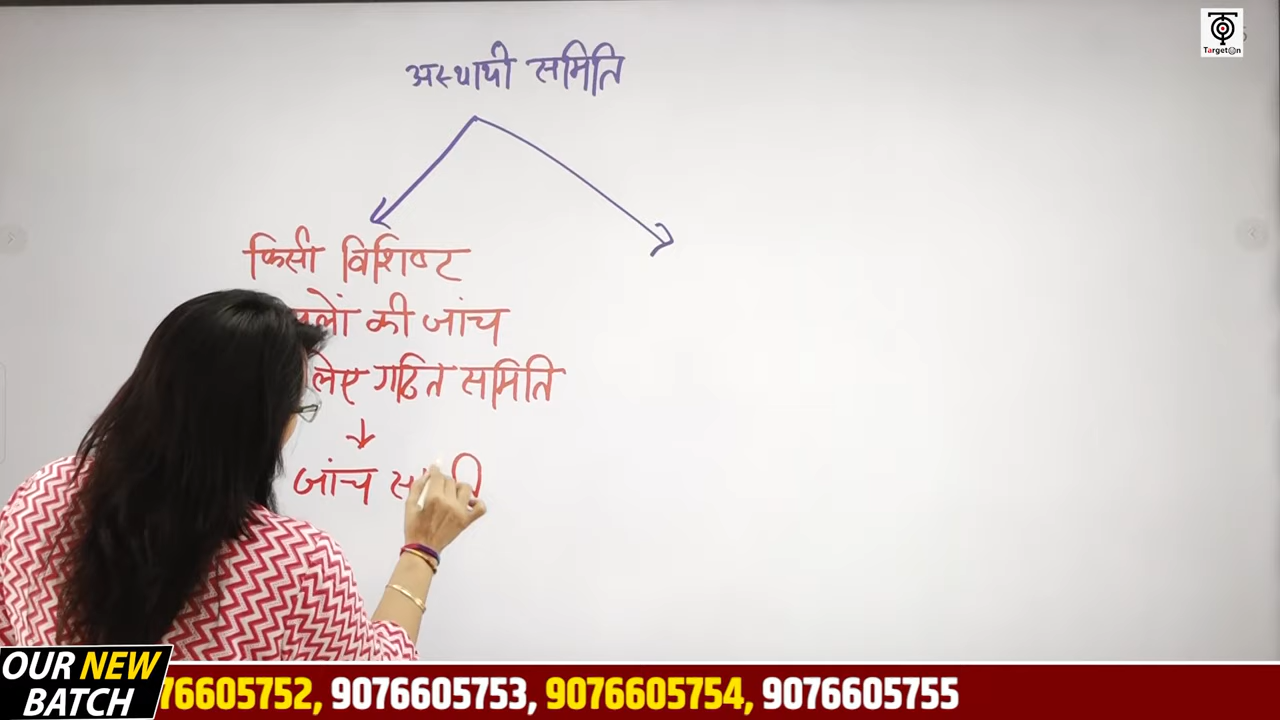 TargetOn
अस्थायी समिति
किसी विशिष्ट
की जांच
लिए गठित समिति
जांच
OUR NEW
BATCH
76605752, 9076605753, 9076605754, 9076605755